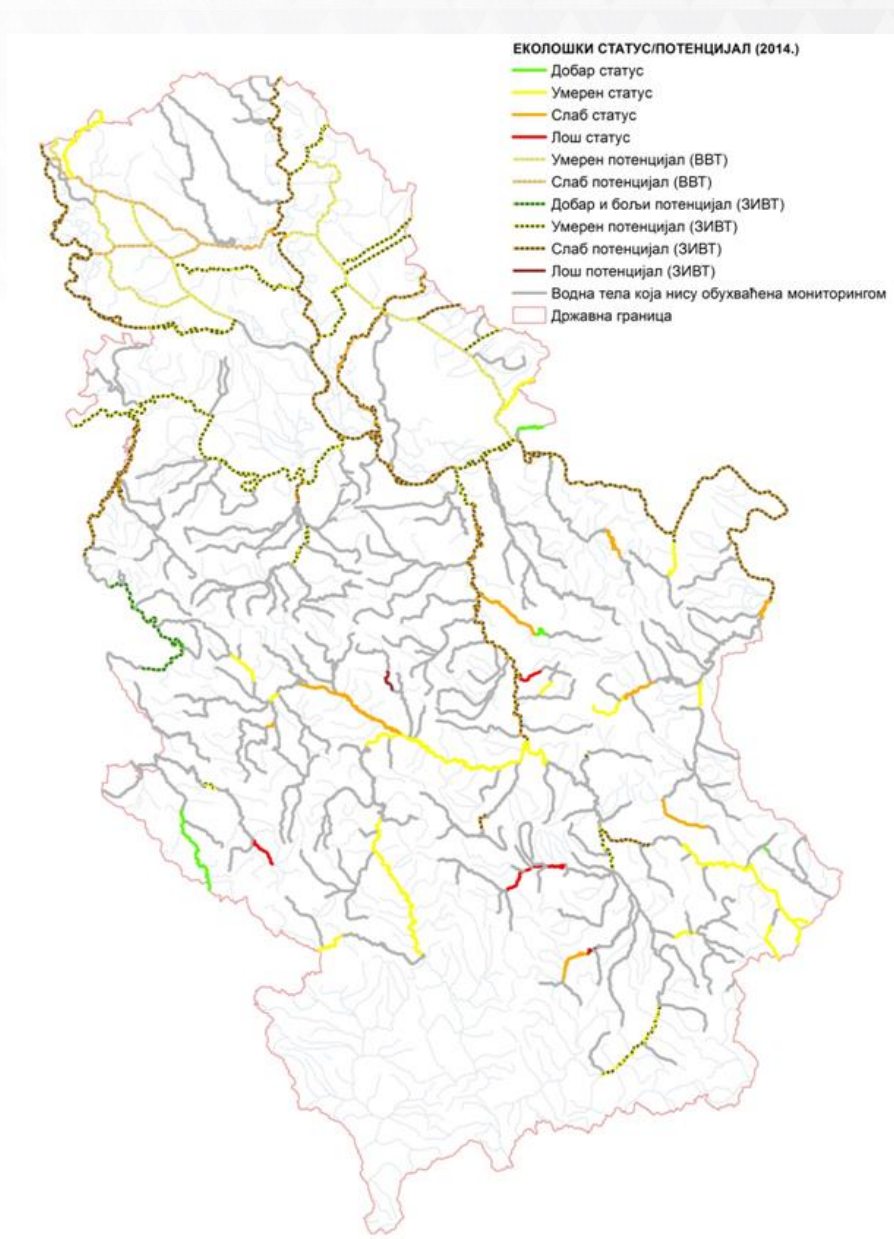 ЕКОЛОШКИ СТАТУС/ПОТЕНЦИЈАЛ (2014.)
Добар статус
Умерен статус
Слаб статус
Лош статус
Умерен потенцијал (ВВТ)
Слаб потенцијал (ВВТ)
Добар и бољи потенцијал (ЗИВТ)
Умерен потенцијал (ЗИВТ)
Слаб потенцијал (ЗИВТ)
Лош потенцијал (ЗИВТ)
Водна тела која нису обухваћена мониторингом
Државна граница